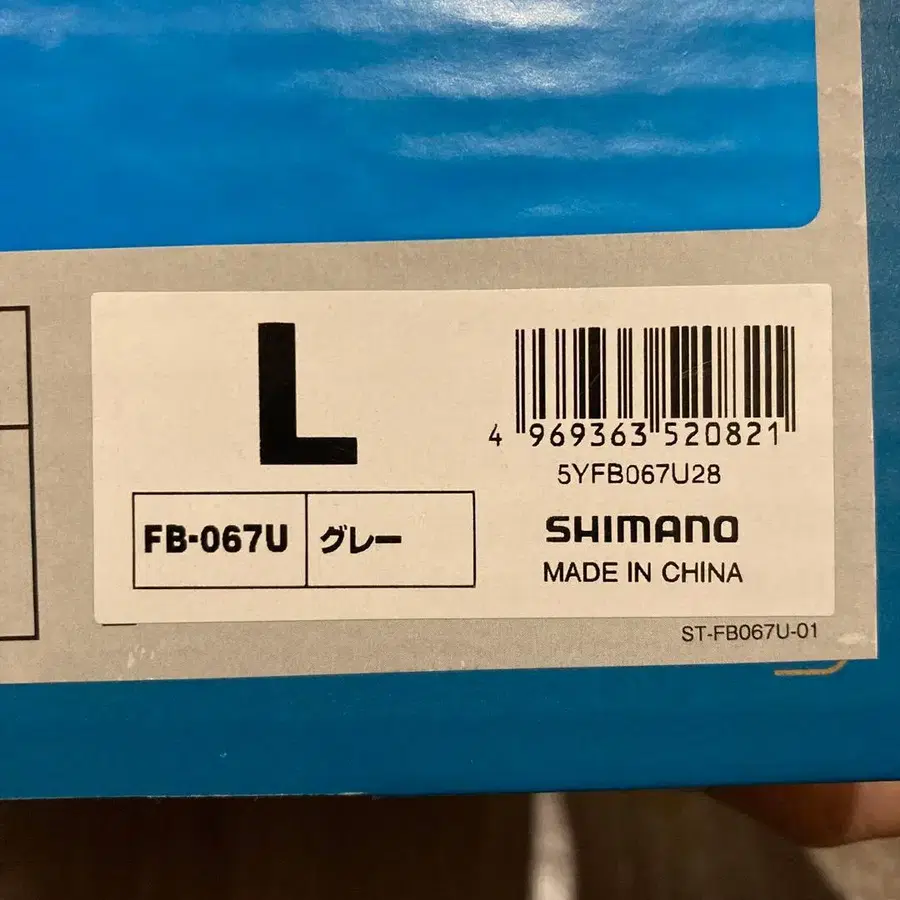 L
4 969363 520821
5YFB067U28
FB-067U グレー
SHIMANO
MADE IN CHINA
ST-FB067U-01